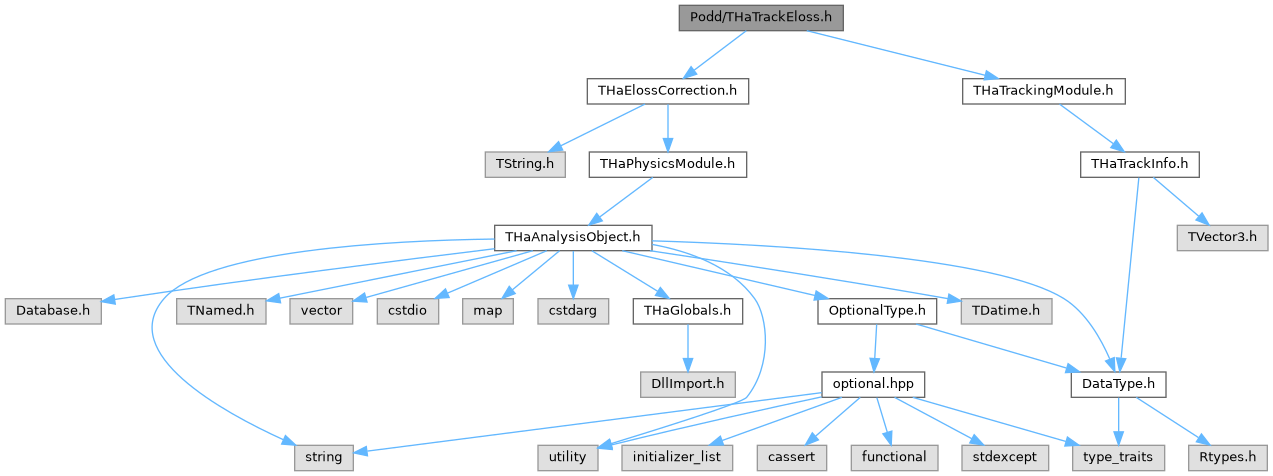 Podd/THaTrackEloss.h
THaElossCorrection.h
THaTrackingModule.h
TString.h
THaPhysicsModule.h
THaTrackInfo.h
THaAnalysisObject.h
TVector3.h
Database.h
TNamed.h
vector
cstdio
map
cstdarg
THaGlobals.h
OptionalType.h
TDatime.h
DllImport.h
optional.hpp
DataType.h
string
utility
initializer_list
cassert
functional
stdexcept
type_traits
Rtypes.h